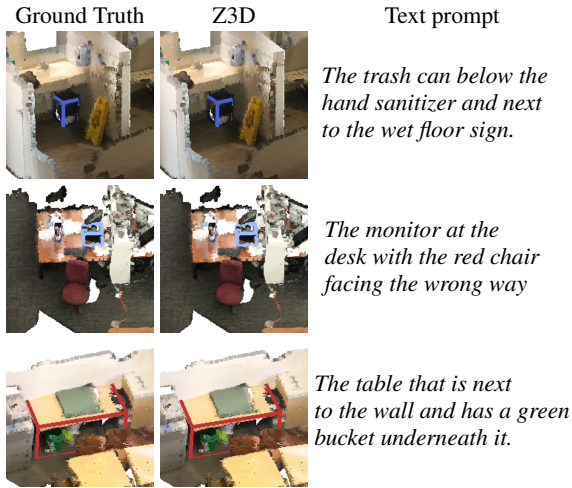 Ground Truth Z3D Text prompt
The trash can below the
hand sanitizer and next
to the wet floor sign.
The monitor at the
desk with the red chair
facing the wrong way
The table that is next
to the wall and has a green
bucket underneath it.